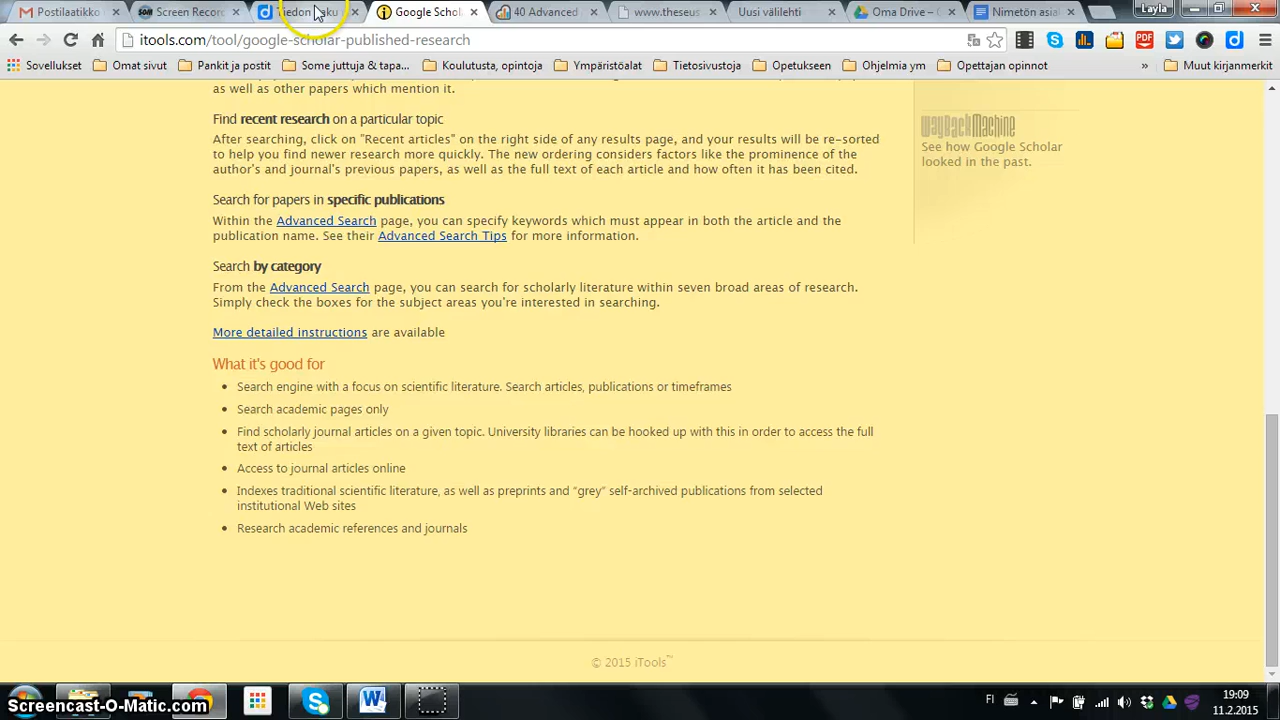 Postilaatikko
Screen Record
Google Schol
40 Advanced
www.theseus
Uusi välilehti
Oma Drive –
Nimetön asia
Layla
itools.com/tool/google-scholar-published-research
Sovellukset
Omat sivut
Pankit ja postit
Some juttuja & tapa...
Koulutusta, opintoja
Ympäristöalat
Tietosivustoja
Opetukseen
Ohjelmia ym
Opettajan opinnot
»
Muut kirjanmerkit
as well as other papers which mention it.
Find recent research on a particular topic
After searching, click on "Recent articles" on the right side of any results page, and your results will be re-sorted
to help you find newer research more quickly. The new ordering considers factors like the prominence of the
author's and journal's previous papers, as well as the full text of each article and how often it has been cited.
Search for papers in specific publications
Within the Advanced Search page, you can specify keywords which must appear in both the article and the
publication name. See their Advanced Search Tips for more information.
Search by category
From the Advanced Search page, you can search for scholarly literature within seven broad areas of research.
Simply check the boxes for the subject areas you're interested in searching.
More detailed instructions are available
What it's good for
Search engine with a focus on scientific literature. Search articles, publications or timeframes
Search academic pages only
Find scholarly journal articles on a given topic. University libraries can be hooked up with this in order to access the full
text of articles
Access to journal articles online
Indexes traditional scientific literature, as well as preprints and “grey” self-archived publications from selected
institutional Web sites
Research academic references and journals
WayBackMachine
See how Google Scholar
looked in the past.
© 2015 iTools™
Screencast-O-Matic.com
FI
19:09
11.2.2015